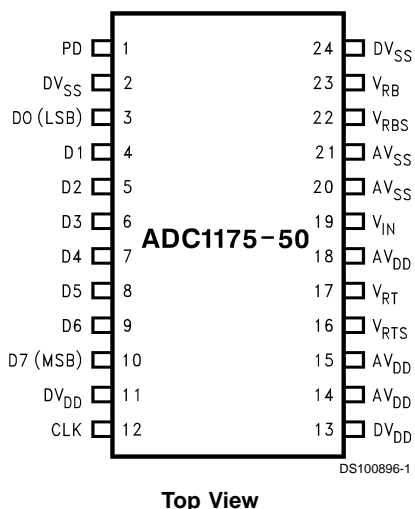 PD 1 24 DVSS
DVSS 2 23 VRB
D0 (LSB) 3 22 VRBS
D1 4 21 AVSS
D2 5 20 AVSS
D3 6 19 VIN
ADC1175-50
D4 7 18 AVDD
D5 8 17 VRT
D6 9 16 VRTS
D7 (MSB) 10 15 AVDD
DVDD 11 14 AVDD
CLK 12 13 DVDD
DS100896-1
Top View